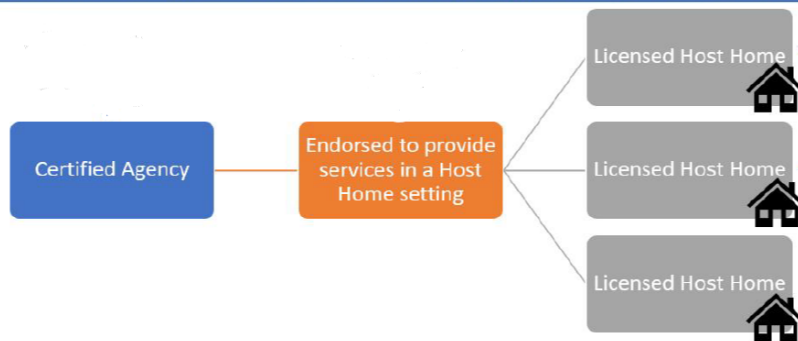 Licensed Host Home
Certified Agency
Endorsed to provide
services in a Host
Home setting
Licensed Host Home
Licensed Host Home